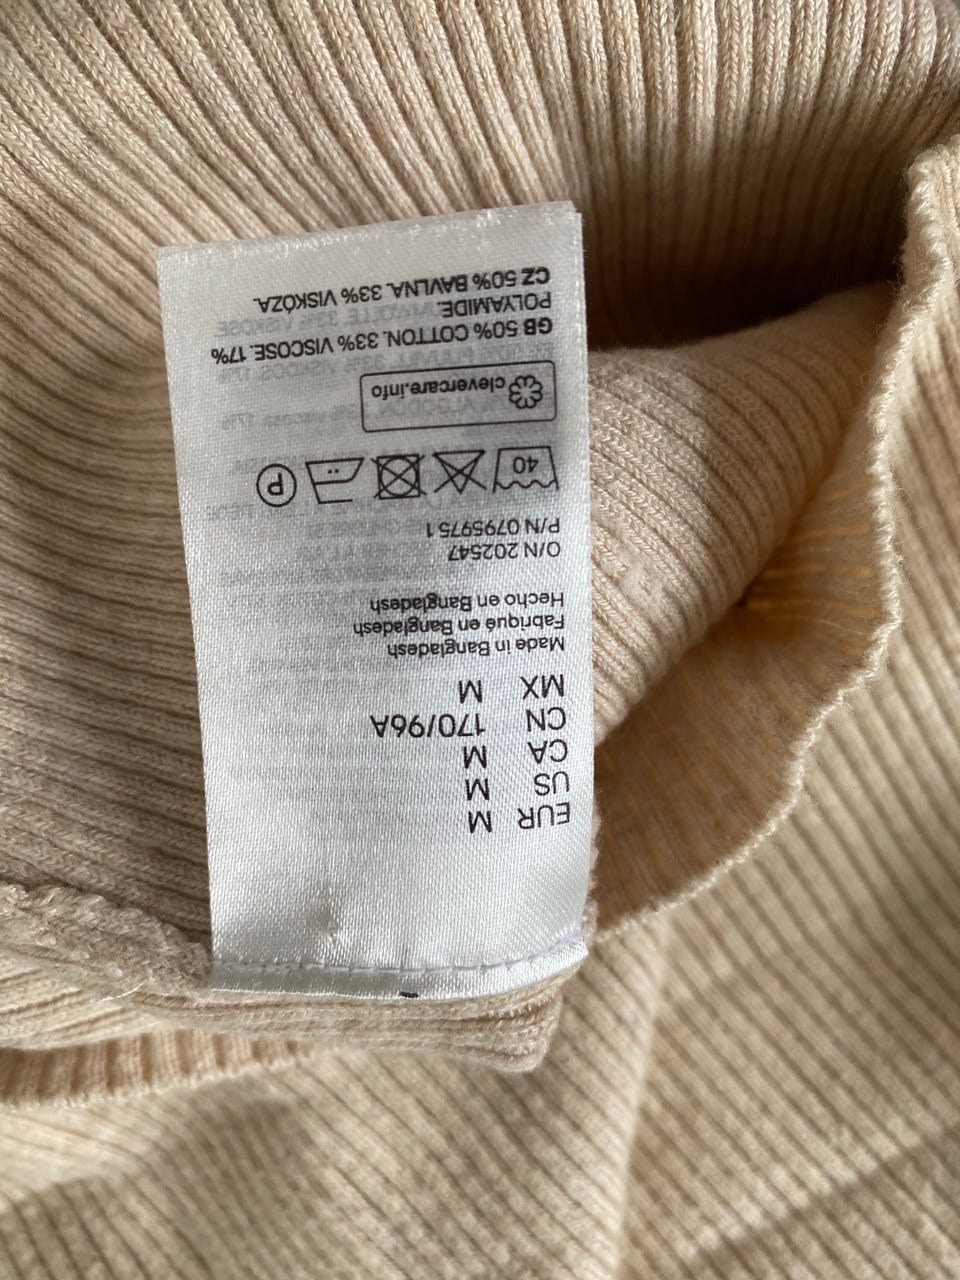 EUR M
US M
CA M
CN 170/96A
MX M
Made in Bangladesh
Fabriqué en Bangladesh
Hecho en Bangladesh
O/N 202547
P/N 0795975 1
40
P
clevercare.info
GB 50% COTTON. 33% VISCOSE. 17%
POLYAMIDE.
CZ 50% BAVLNA. 33% VISKÓZA.